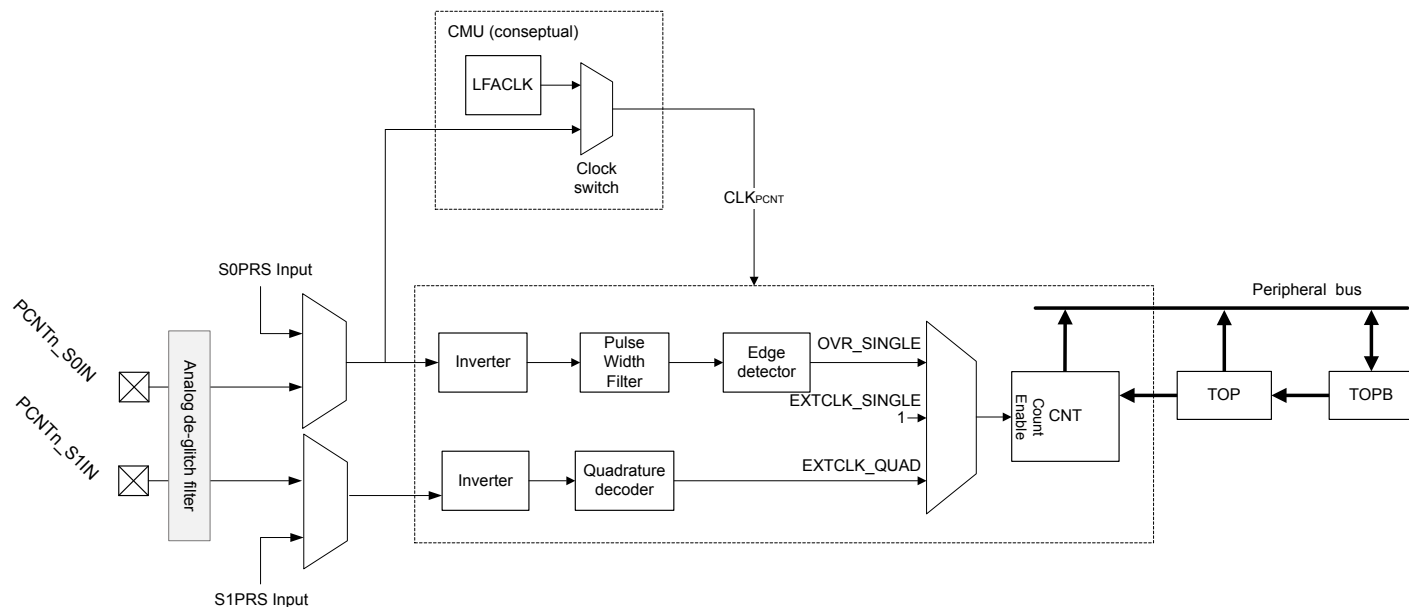 CMU (conseptual)
LFACLK
Clock
switch
CLKPCNT
S0PRS Input
Peripheral bus
PCNTn_S0IN
Analog de-glitch filter
Inverter
Pulse
Width
Filter
Edge
detector
OVR_SINGLE
EXTCLK_SINGLE
1
Count
Enable
CNT
TOP
TOPB
PCNTn_S1IN
Inverter
Quadrature
decoder
EXTCLK_QUAD
S1PRS Input